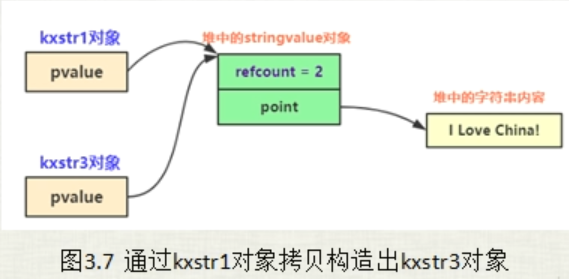 kxstr1对象
pvalue
堆中的stringvalue对象
refcount = 2
point
堆中的字符串内容
I Love China!
kxstr3对象
pvalue
图3.7 通过kxstr1对象拷贝构造出kxstr3对象